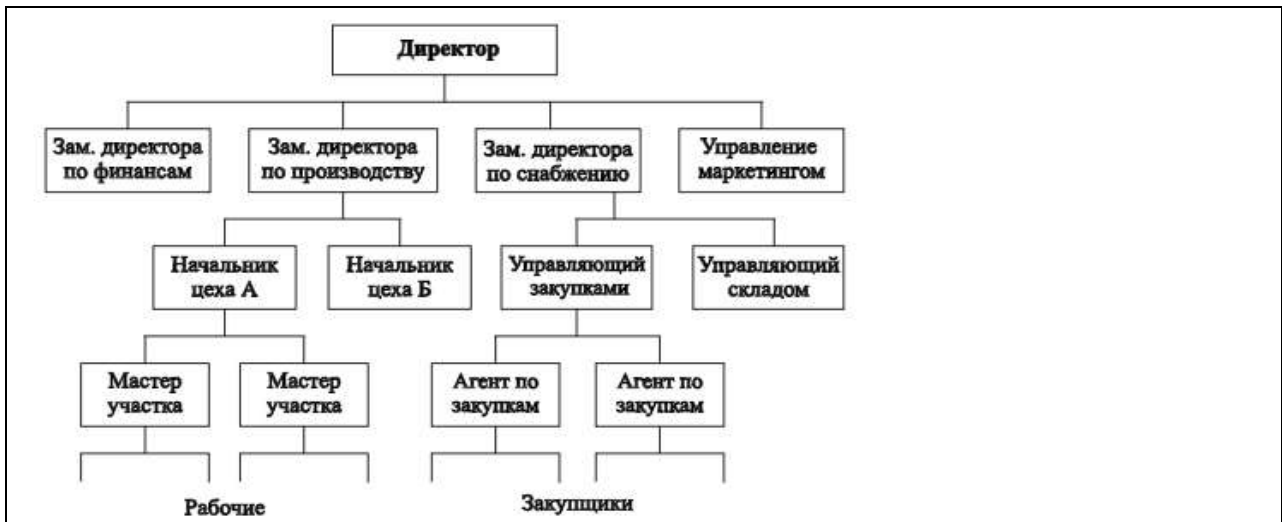 Директор
Зам. директора
по финансам
Зам. директора
по производству
Зам. директора
по снабжению
Управление
маркетингом
Начальник
цеха А
Начальник
цеха Б
Управляющий
закупками
Управляющий
складом
Мастер
участка
Мастер
участка
Агент по
закупкам
Агент по
закупкам
Рабочие
Закупщики